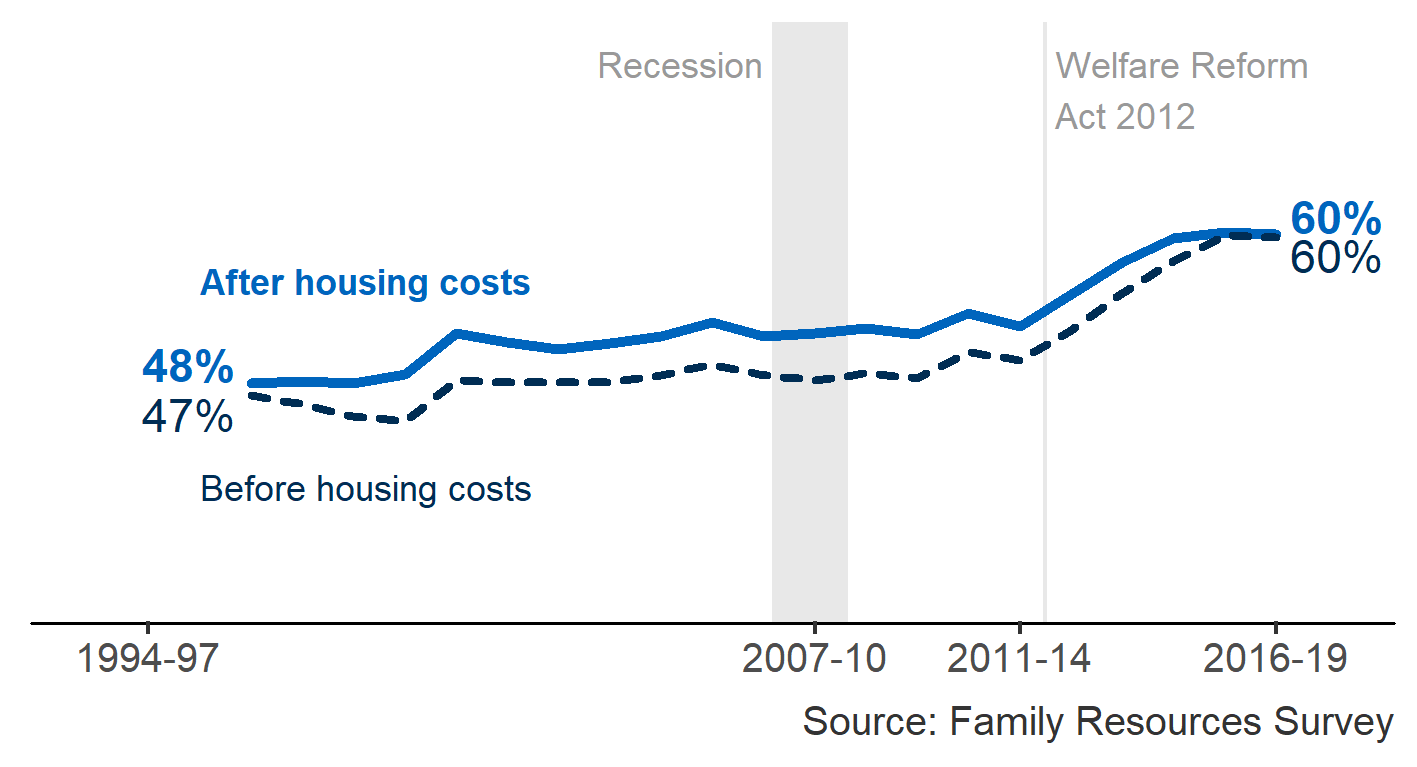 Recession
Welfare Reform
Act 2012
60%
60%
After housing costs
48%
47%
Before housing costs
1994-97
2007-10
2011-14
2016-19
Source: Family Resources Survey